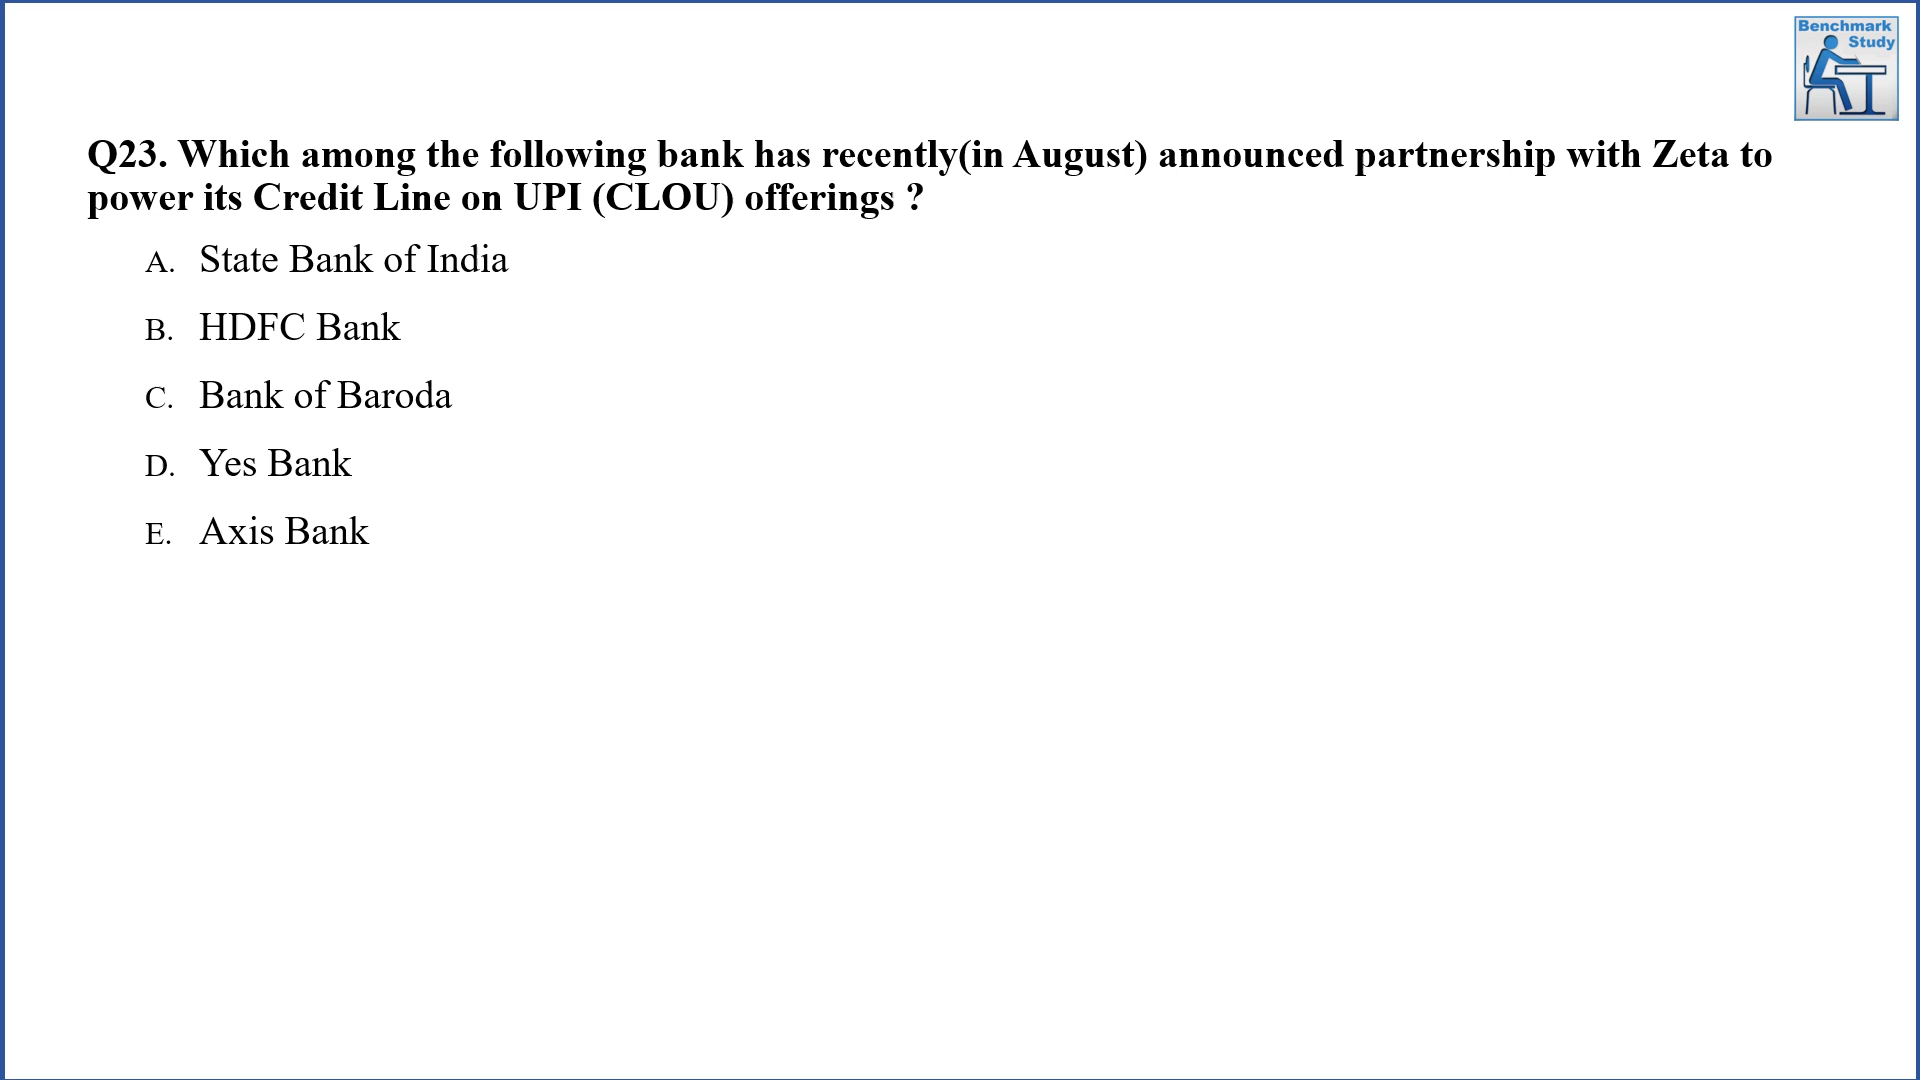 Benchmark
Study
Q23. Which among the following bank has recently(in August) announced partnership with Zeta to
power its Credit Line on UPI (CLOU) offerings ?
A. State Bank of India
B. HDFC Bank
C. Bank of Baroda
D. Yes Bank
E. Axis Bank